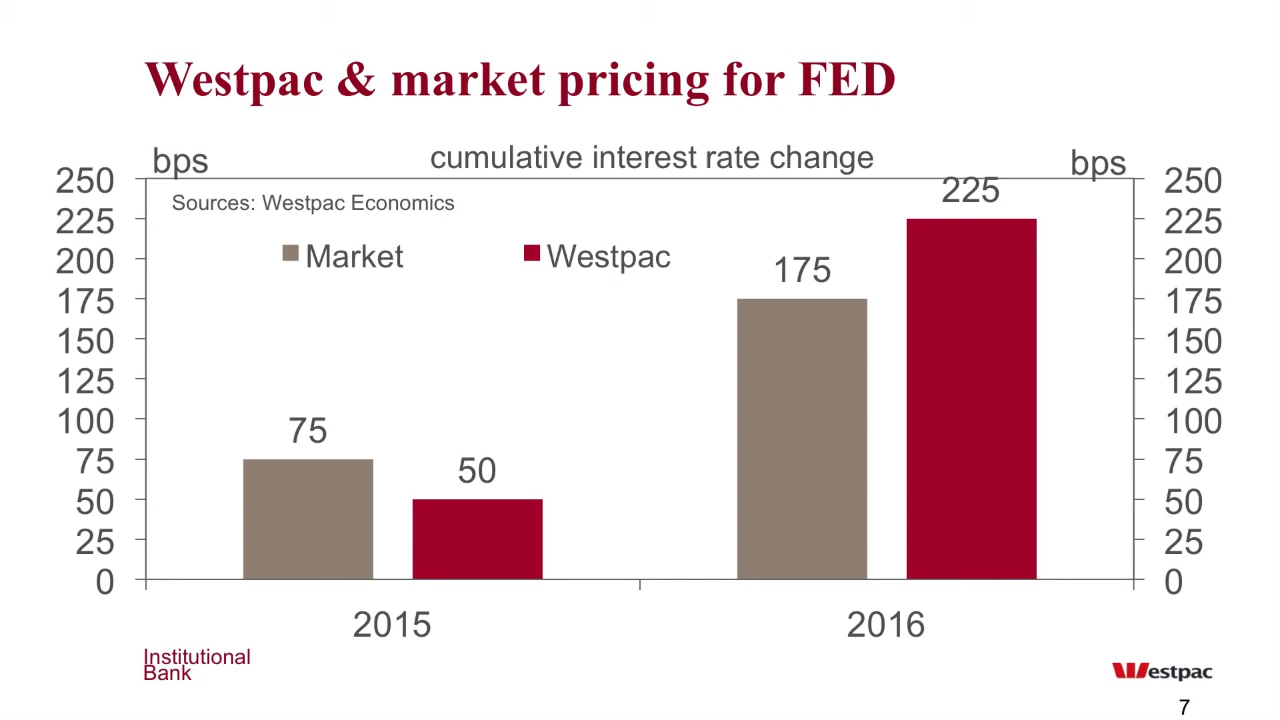 Westpac & market pricing for FED
bps
cumulative interest rate change
bps
250
225
200
175
150
125
100
75
50
25
0
Sources: Westpac Economics
Market
Westpac
75
50
175
225
250
225
200
175
150
125
100
75
50
25
0
2015
2016
Institutional
Bank
Westpac
7